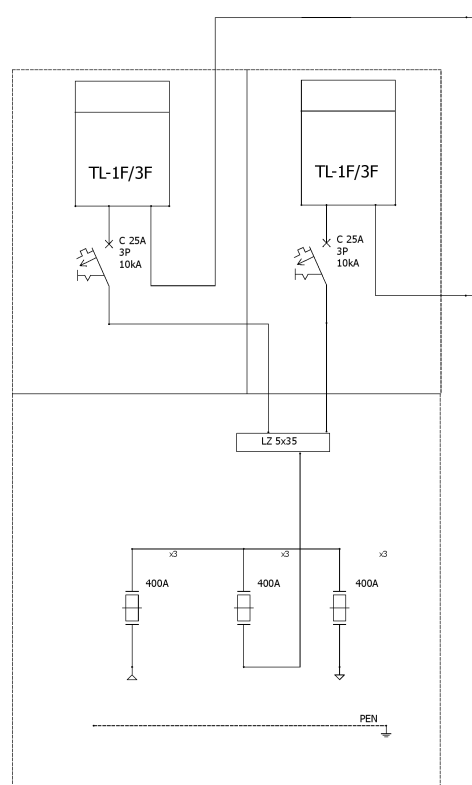 TL-1F/3F
TL-1F/3F
C 25A
3P
10kA
C 25A
3P
10kA
LZ 5x35
x3
x3
x3
400A
400A
400A
PEN